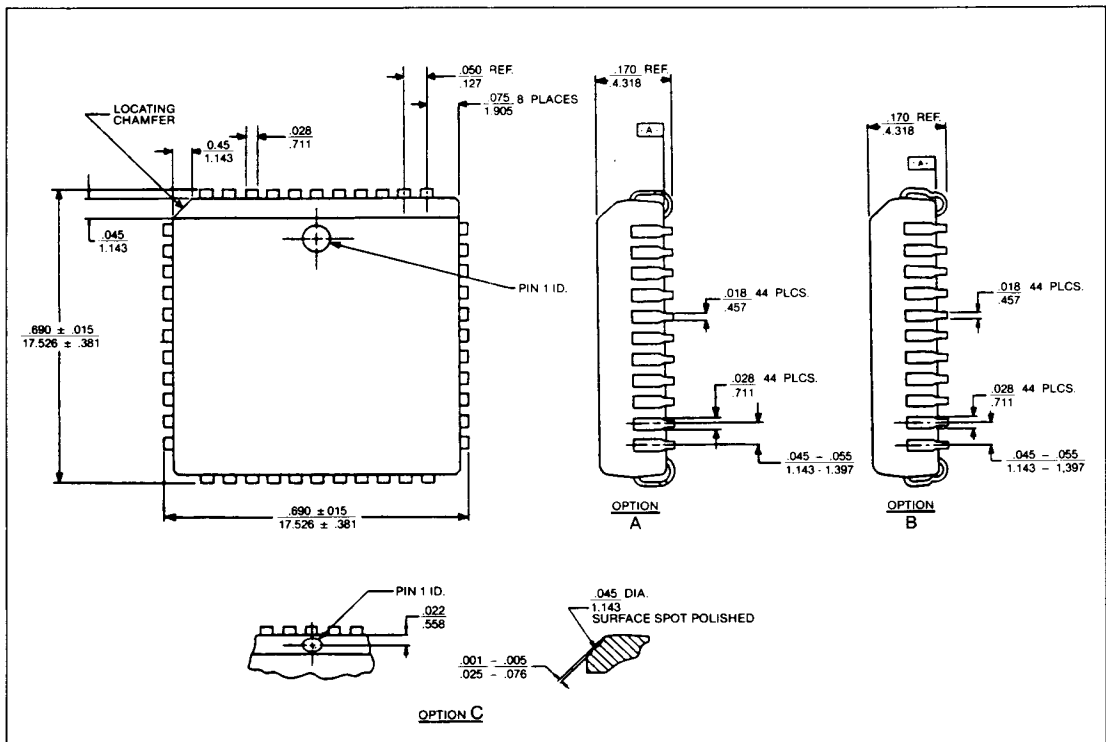 .050 REF.
.127
.075 8 PLACES
1.905
LOCATING
CHAMFER
0.45
1.143
.028
.711
.045
1.143
PIN 1 ID.
.690 ± .015
17.526 ± .381
.690 ± 015
17.526 ± .381
.170 REF.
4.318
-A-
.018 44 PLCS.
.457
.028 44 PLCS.
.711
.045 - .055
1.143 - 1.397
OPTION
A
.170 REF.
4.318
-A-
.018 44 PLCS.
.457
.028 44 PLCS.
.711
.045 - .055
1.143 - 1,397
OPTION
B
PIN 1 ID.
.022
.558
.045 DIA.
1.143
SURFACE SPOT POLISHED
.001 - .005
.025 - .076
OPTION C